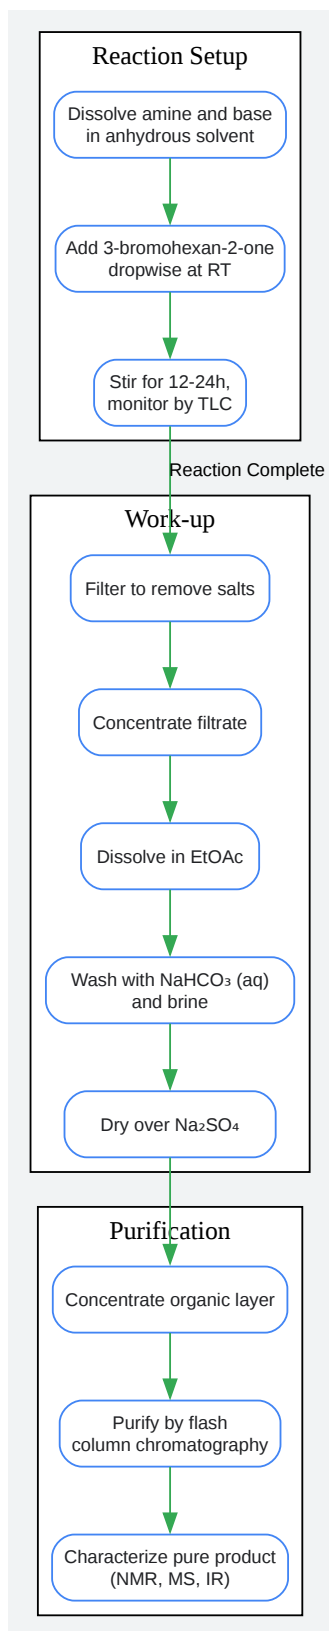 Reaction Setup
Dissolve amine and base
in anhydrous solvent
Add 3-bromohexan-2-one
dropwise at RT
Stir for 12-24h,
monitor by TLC
Reaction Complete
Work-up
Filter to remove salts
Concentrate filtrate
Dissolve in EtOAc
Wash with NaHCO₃ (aq)
and brine
Dry over Na₂SO₄
Purification
Concentrate organic layer
Purify by flash
column chromatography
Characterize pure product
(NMR, MS, IR)